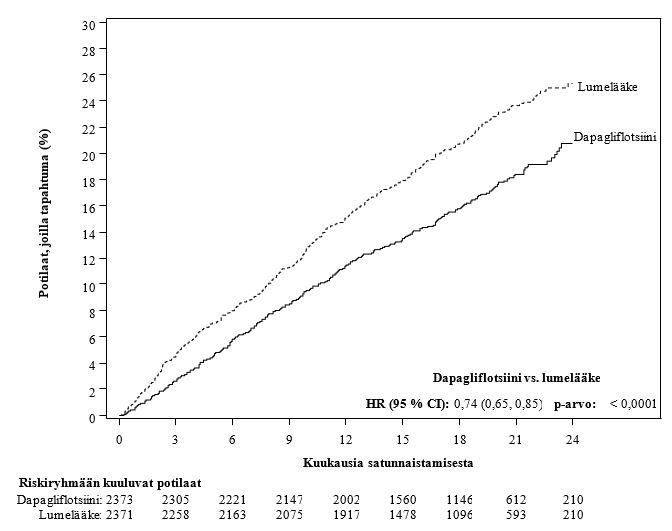 30
28
26
24
22
20
18
16
14
12
10
8
6
4
2
0
Potilaat, joilla tapahtuma (%)
Lumelääke
Dapagliflotsiini
Dapagliflotsiini vs. lumelääke
HR (95 % CI): 0,74 (0,65, 0,85) p-arvo: < 0,0001
0 3 6 9 12 15 18 21 24
Kuukausia satunnaistamisesta
Riskiryhmään kuuluvat potilaat
Dapagliflotsiini: 2373 2305 2221 2147 2002 1560 1146 612 210
Lumelääke: 2371 2258 2163 2075 1917 1478 1096 593 210